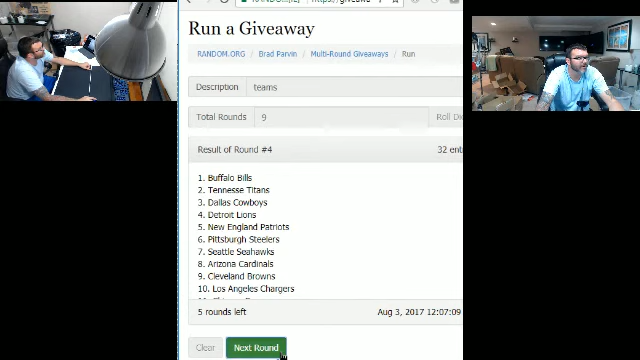 Run a Giveaway
RANDOM.ORG Brad Parvin Multi-Round Giveaways Run
Description teams
Total Rounds 9 Roll Di
Result of Round #4 32 ent
1. Buffalo Bills
2. Tennesse Titans
3. Dallas Cowboys
4. Detroit Lions
5. New England Patriots
6. Pittsburgh Steelers
7. Seattle Seahawks
8. Arizona Cardinals
9. Cleveland Browns
10. Los Angeles Chargers
5 rounds left Aug 3, 2017 12:07:09
Clear Next Round